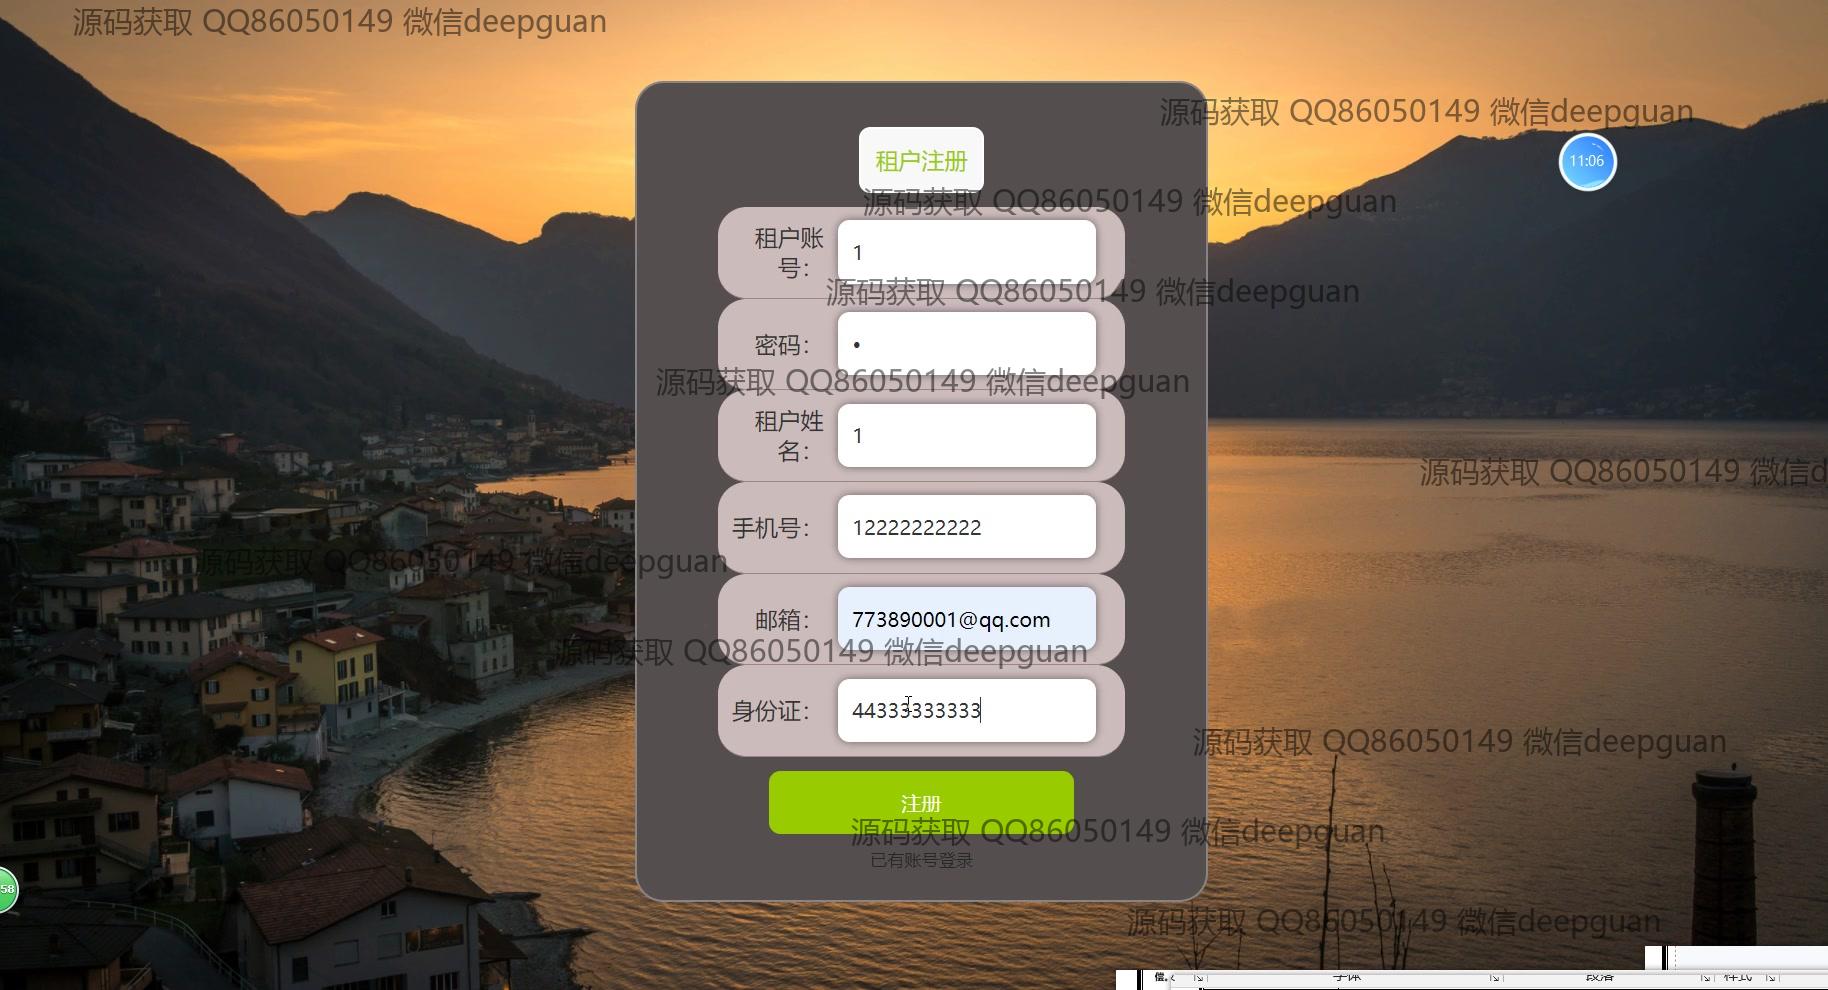 源码获取 QQ86050149 微信deepguan
源码获取 QQ86050149 微信deepguan
11:06
租户注册
源码获取 QQ86050149 微信deepguan
租户账
号：
1
源码获取 QQ86050149 微信deepguan
密码：
•
源码获取 QQ86050149 微信deepguan
租户姓
名：
1
源码获取 QQ86050149 微信d
手机号：
12222222222
源码获取 QQ86050149 微信deepguan
邮箱：
773890001@qq.com
源码获取 QQ86050149 微信deepguan
身份证：
44333333333
源码获取 QQ86050149 微信deepguan
注册
源码获取 QQ86050149 微信deepguan
已有账号登录
58
源码获取 QQ86050149 微信deepguan
字体
段落
样式